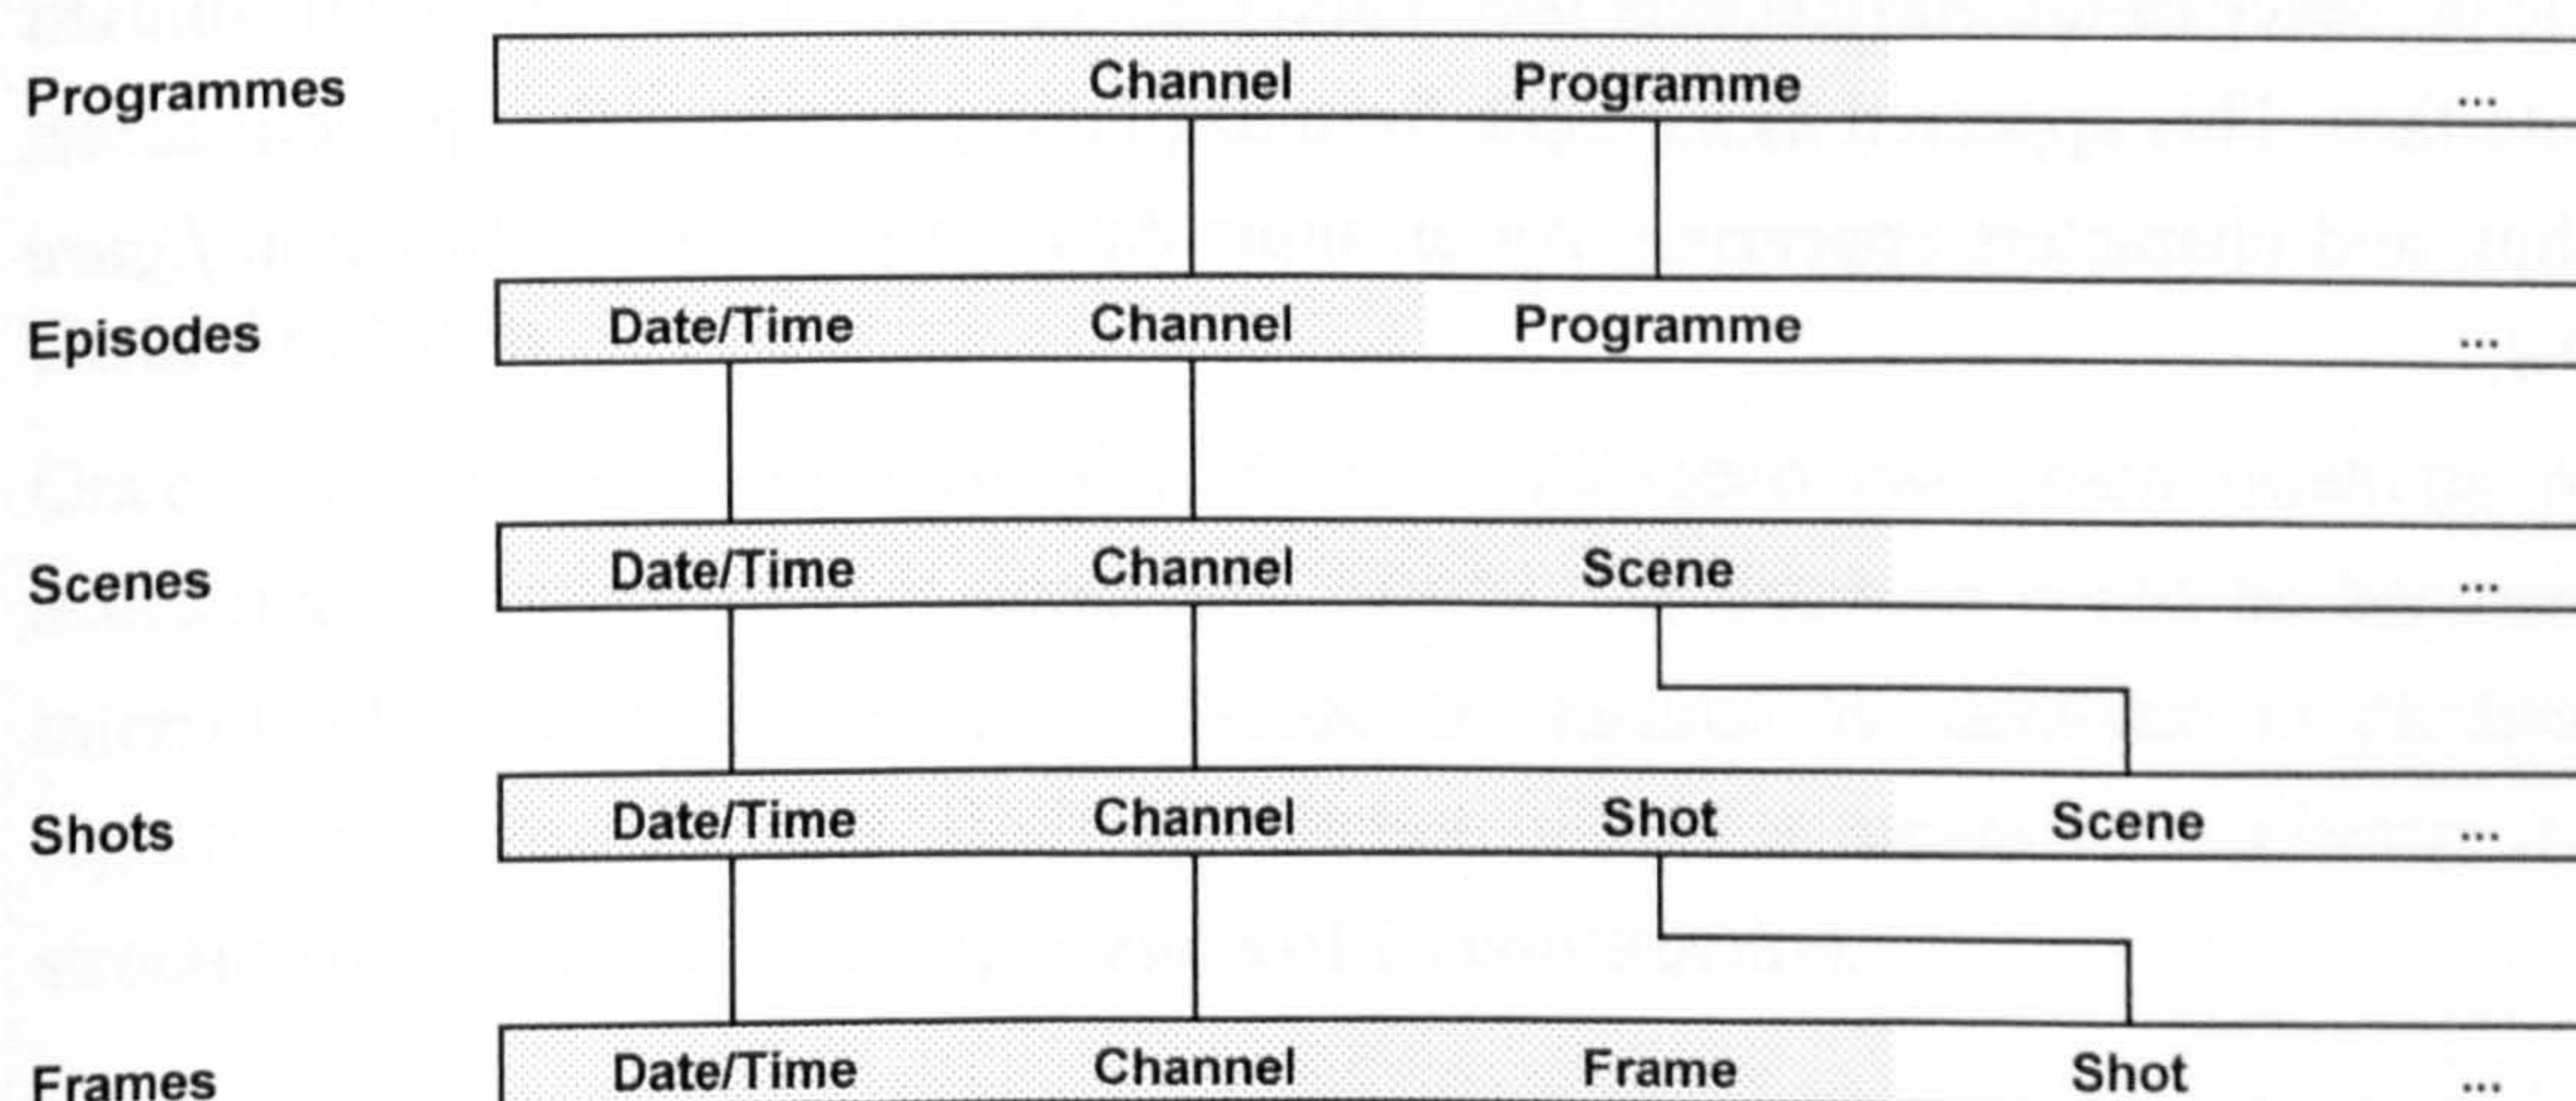 Programmes Channel Programme ...
Episodes Date/Time Channel Programme ...
Scenes Date/Time Channel Scene ...
Shots Date/Time Channel Shot Scene ...
Frames Date/Time Channel Frame Shot ...